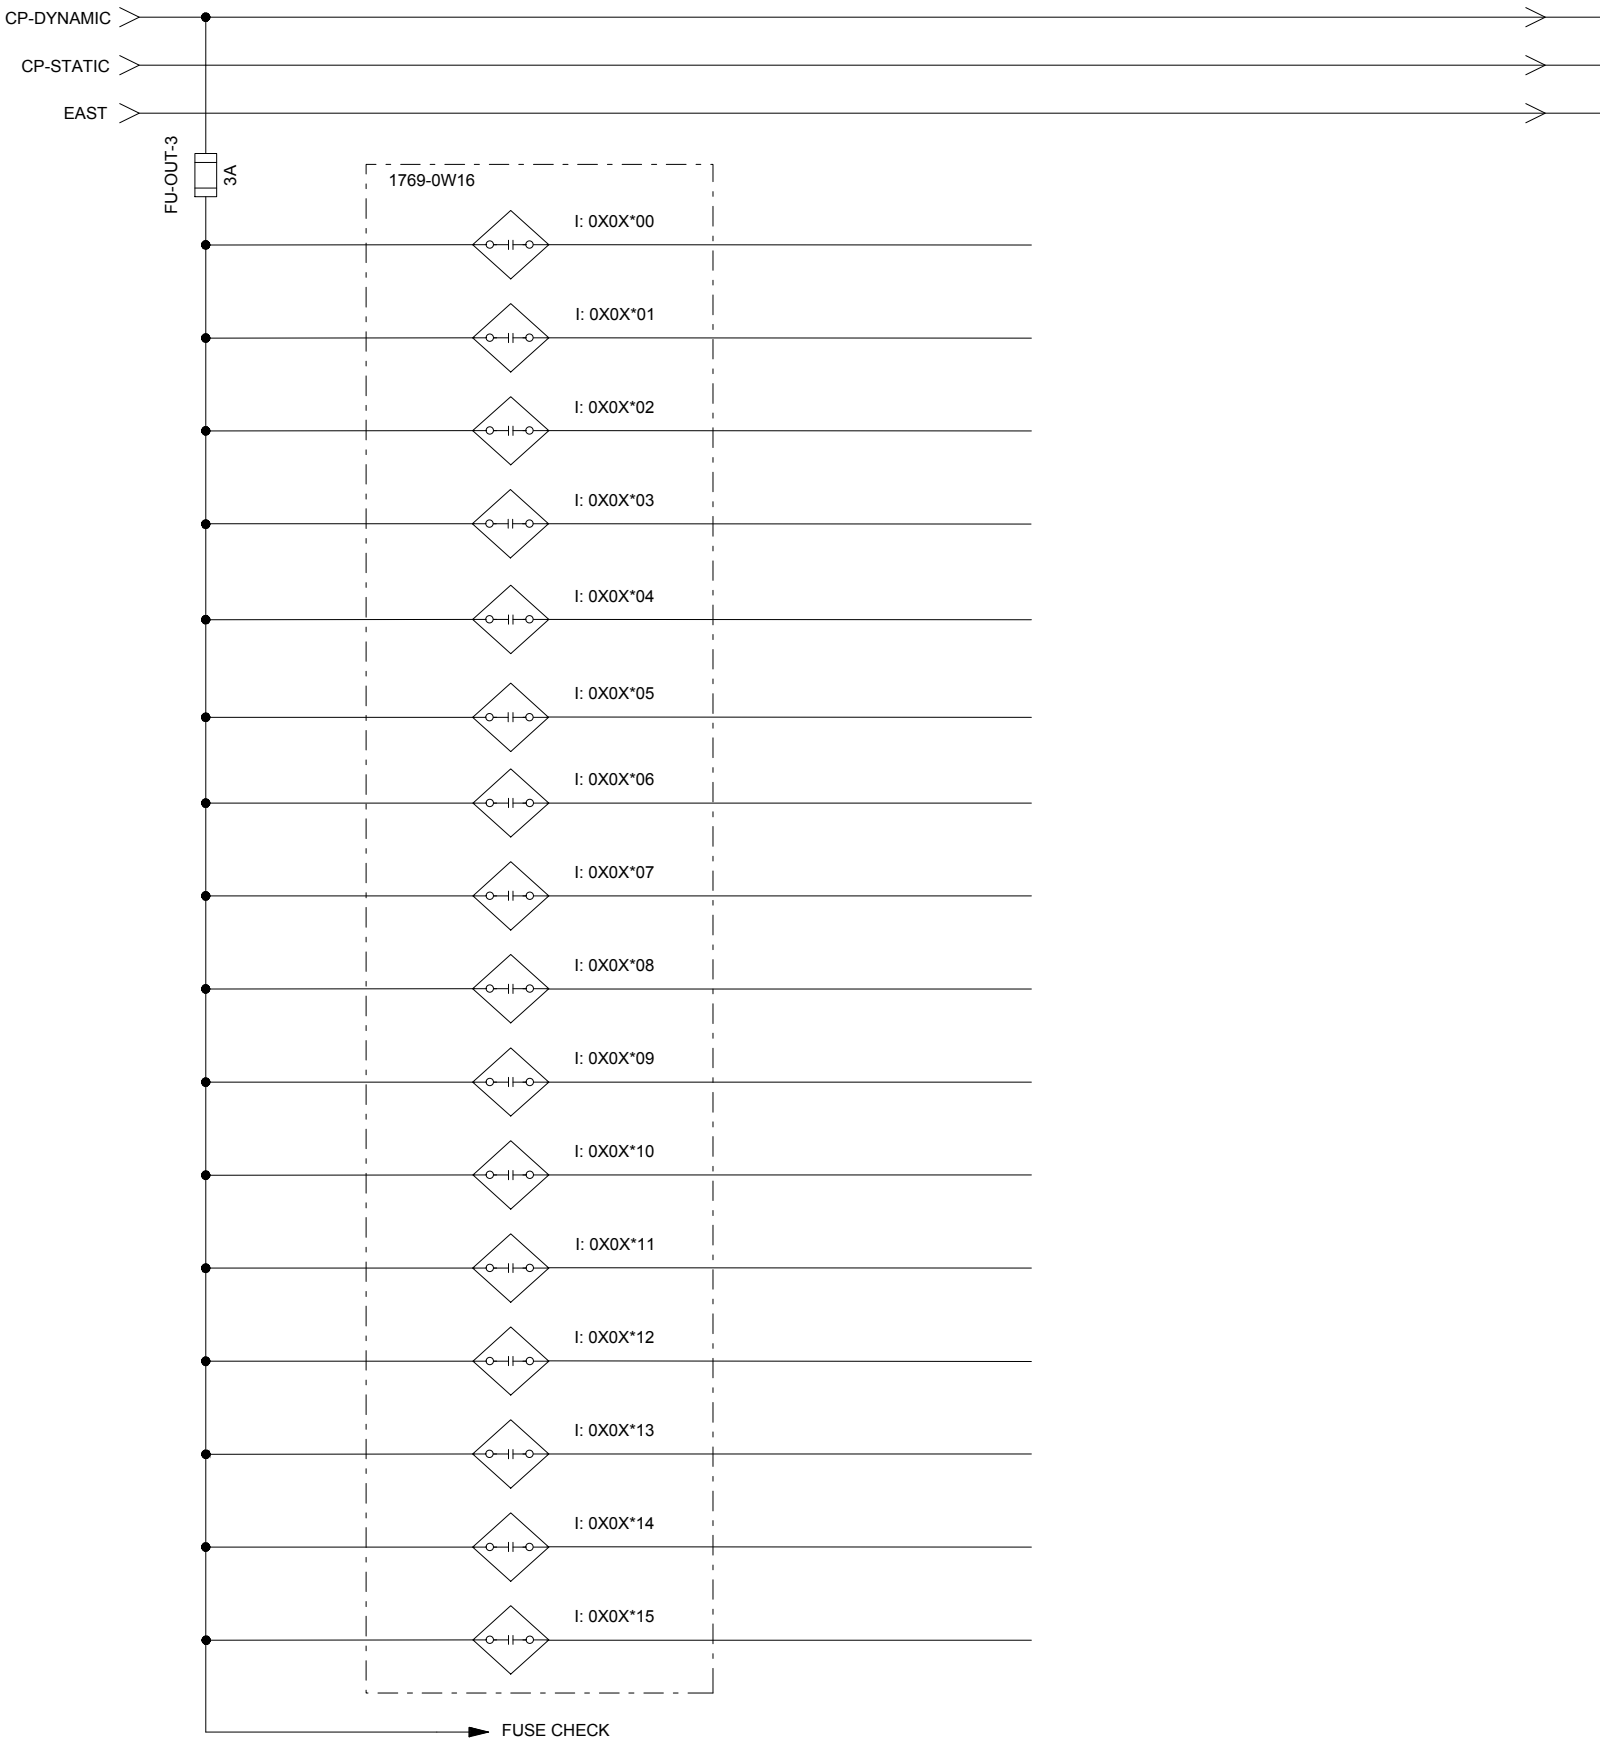 CP-DYNAMIC
CP-STATIC
EAST
FU-OUT-3
3A
1769-0W16
I: 0X0X*00
I: 0X0X*01
I: 0X0X*02
I: 0X0X*03
I: 0X0X*04
I: 0X0X*05
I: 0X0X*06
I: 0X0X*07
I: 0X0X*08
I: 0X0X*09
I: 0X0X*10
I: 0X0X*11
I: 0X0X*12
I: 0X0X*13
I: 0X0X*14
I: 0X0X*15
FUSE CHECK